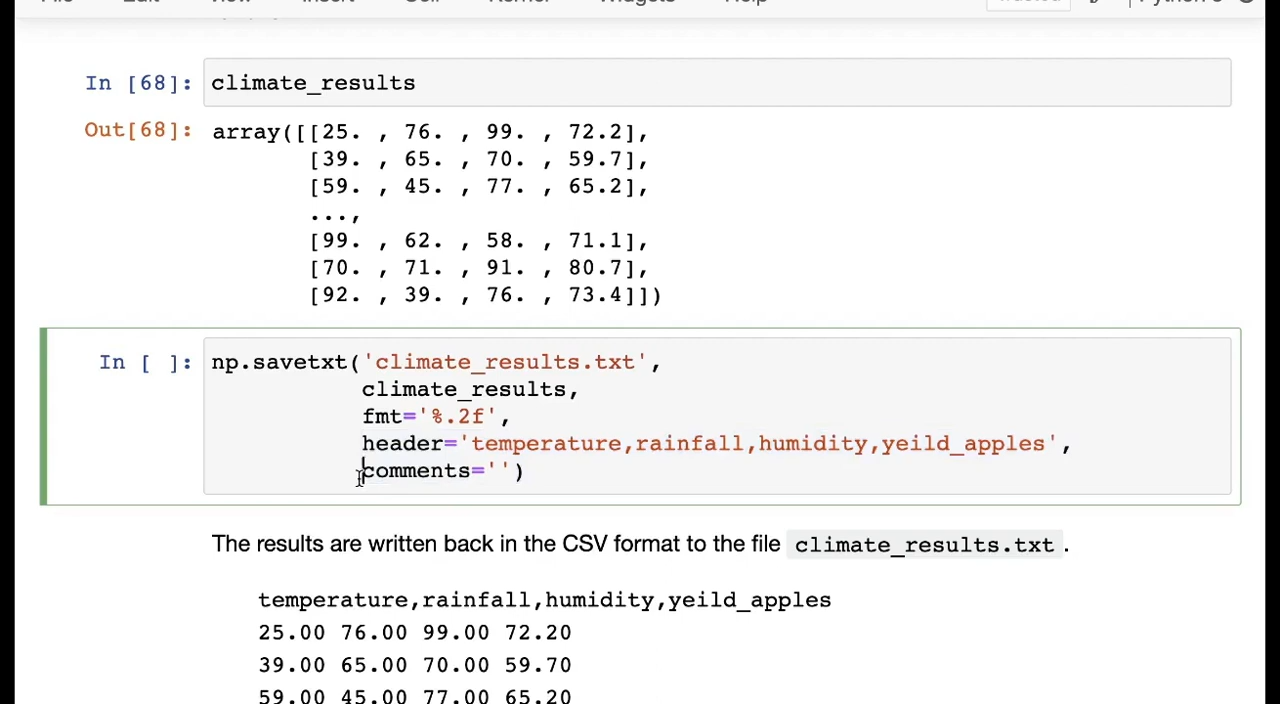 In [68]: climate_results
Out[68]: array([[25. , 76. , 99. , 72.2],
[39. , 65. , 70. , 59.7],
[59. , 45. , 77. , 65.2],
...,
[99. , 62. , 58. , 71.1],
[70. , 71. , 91. , 80.7],
[92. , 39. , 76. , 73.4]])
In [ ]: np.savetxt('climate_results.txt',
climate_results,
fmt='%.2f',
header='temperature,rainfall,humidity,yeild_apples',
comments='')
The results are written back in the CSV format to the file climate_results.txt .
temperature,rainfall,humidity,yeild_apples
25.00 76.00 99.00 72.20
39.00 65.00 70.00 59.70
59.00 45.00 77.00 65.20